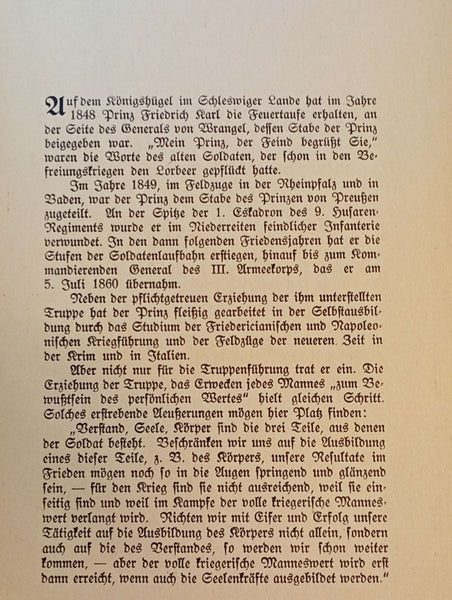 Auf dem Königshügel im Schleswiger Lande hat im Jahre
1848 Prinz Friedrich Karl die Feuertaufe erhalten, an
der Seite des Generals von Wrangel, dessen Stabe der Prinz
beigegeben war. „Mein Prinz, der Feind begrüßt Sie,“
waren die Worte des alten Soldaten, der schon in den Be-
freiungskriegen den Lorbeer gepflückt hatte.
Im Jahre 1849, im Feldzuge in der Rheinpfalz und in
Baden, war der Prinz dem Stabe des Prinzen von Preußen
zugeteilt. An der Spitze der 1. Eskadron des 9. Husaren-
Regiments wurde er im Niederreiten feindlicher Infanterie
verwundet. In den dann folgenden Friedensjahren hat er die
Stufen der Soldatenlaufbahn erstiegen, hinauf bis zum Kom-
mandierenden General des III. Armeekorps, das er am
5. Juli 1860 übernahm.
Neben der pflichtgetreuen Erziehung der ihm unterstellten
Truppe hat der Prinz fleißig gearbeitet in der Selbstausbil-
dung durch das Studium der Friedericianischen und Napoleo-
nischen Kriegführung und der Feldzüge der neueren Zeit in
der Krim und in Italien.
Aber nicht nur für die Truppenführung trat er ein. Die
Erziehung der Truppe, das Erwecken jedes Mannes „zum Be-
wußtsein des persönlichen Wertes“ hielt gleichen Schritt.
Solches erstrebende Aeußerungen mögen hier Platz finden:
„Verstand, Seele, Körper sind die drei Teile, aus denen
der Soldat besteht. Beschränken wir uns auf die Ausbildung
eines dieser Teile, z. B. des Körpers, unsere Resultate im
Frieden mögen noch so in die Augen springend und glänzend
sein, — für den Krieg sind sie nicht ausreichend, weil sie ein-
seitig sind und weil im Kampfe der volle kriegerische Mannes-
wert verlangt wird. Richten wir mit Eifer und Erfolg unsere
Tätigkeit auf die Ausbildung des Körpers nicht allein, sondern
auch auf die des Verstandes, so werden wir schon weiter
kommen, — aber der volle kriegerische Manneswert wird erst
dann erreicht, wenn auch die Seelenkräfte ausgebildet werden.“